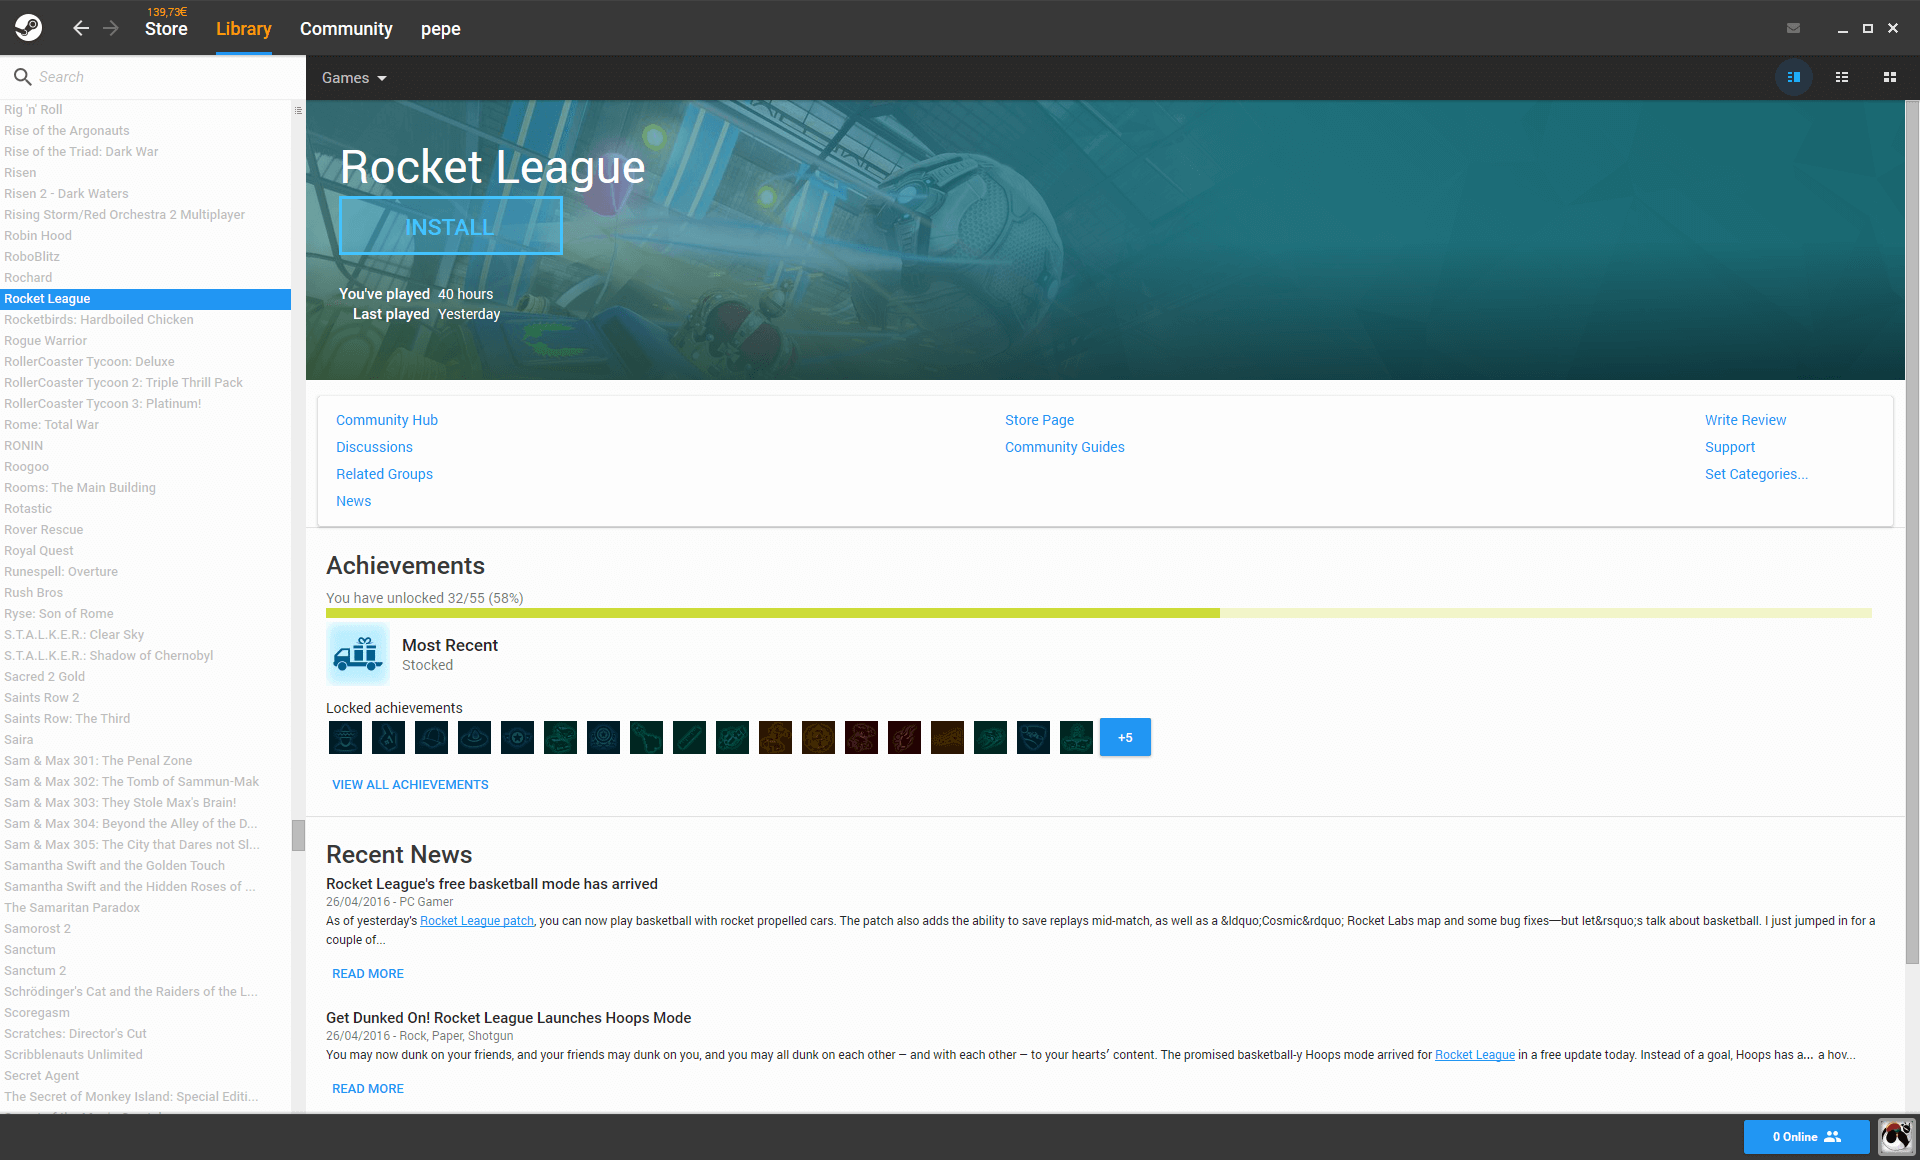 139,73€
Store
Library
Community
pepe
Search
Games
Rig 'n' Roll
Rise of the Argonauts
Rise of the Triad: Dark War
Risen
Risen 2 - Dark Waters
Rising Storm/Red Orchestra 2 Multiplayer
Robin Hood
RoboBlitz
Rochard
Rocket League
Rocketbirds: Hardboiled Chicken
Rogue Warrior
RollerCoaster Tycoon: Deluxe
RollerCoaster Tycoon 2: Triple Thrill Pack
RollerCoaster Tycoon 3: Platinum!
Rome: Total War
RONIN
Roogoo
Rooms: The Main Building
Rotastic
Rover Rescue
Royal Quest
Runespell: Overture
Rush Bros
Ryse: Son of Rome
S.T.A.L.K.E.R.: Clear Sky
S.T.A.L.K.E.R.: Shadow of Chernobyl
Sacred 2 Gold
Saints Row 2
Saints Row: The Third
Saira
Sam & Max 301: The Penal Zone
Sam & Max 302: The Tomb of Sammun-Mak
Sam & Max 303: They Stole Max's Brain!
Sam & Max 304: Beyond the Alley of the D...
Sam & Max 305: The City that Dares not Sl...
Samantha Swift and the Golden Touch
Samantha Swift and the Hidden Roses of ...
The Samaritan Paradox
Samorost 2
Sanctum
Sanctum 2
Schrödinger's Cat and the Raiders of the L...
Scoregasm
Scratches: Director's Cut
Scribblenauts Unlimited
Secret Agent
The Secret of Monkey Island: Special Editi...
Rocket League
INSTALL
You've played 40 hours
Last played Yesterday
Community Hub
Discussions
Related Groups
News
Store Page
Community Guides
Write Review
Support
Set Categories...
Achievements
You have unlocked 32/55 (58%)
Most Recent
Stocked
Locked achievements
+5
VIEW ALL ACHIEVEMENTS
Recent News
Rocket League's free basketball mode has arrived
26/04/2016 - PC Gamer
As of yesterday's Rocket League patch, you can now play basketball with rocket propelled cars. The patch also adds the ability to save replays mid-match, as well as a &ldquo;Cosmic&rdquo; Rocket Labs map and some bug fixes—but let&rsquo;s talk about basketball. I just jumped in for a
couple of...
READ MORE
Get Dunked On! Rocket League Launches Hoops Mode
26/04/2016 - Rock, Paper, Shotgun
You may now dunk on your friends, and your friends may dunk on you, and you may all dunk on each other – and with each other – to your hearts’ content. The promised basketball-y Hoops mode arrived for Rocket League in a free update today. Instead of a goal, Hoops has a... a hov...
READ MORE
0 Online